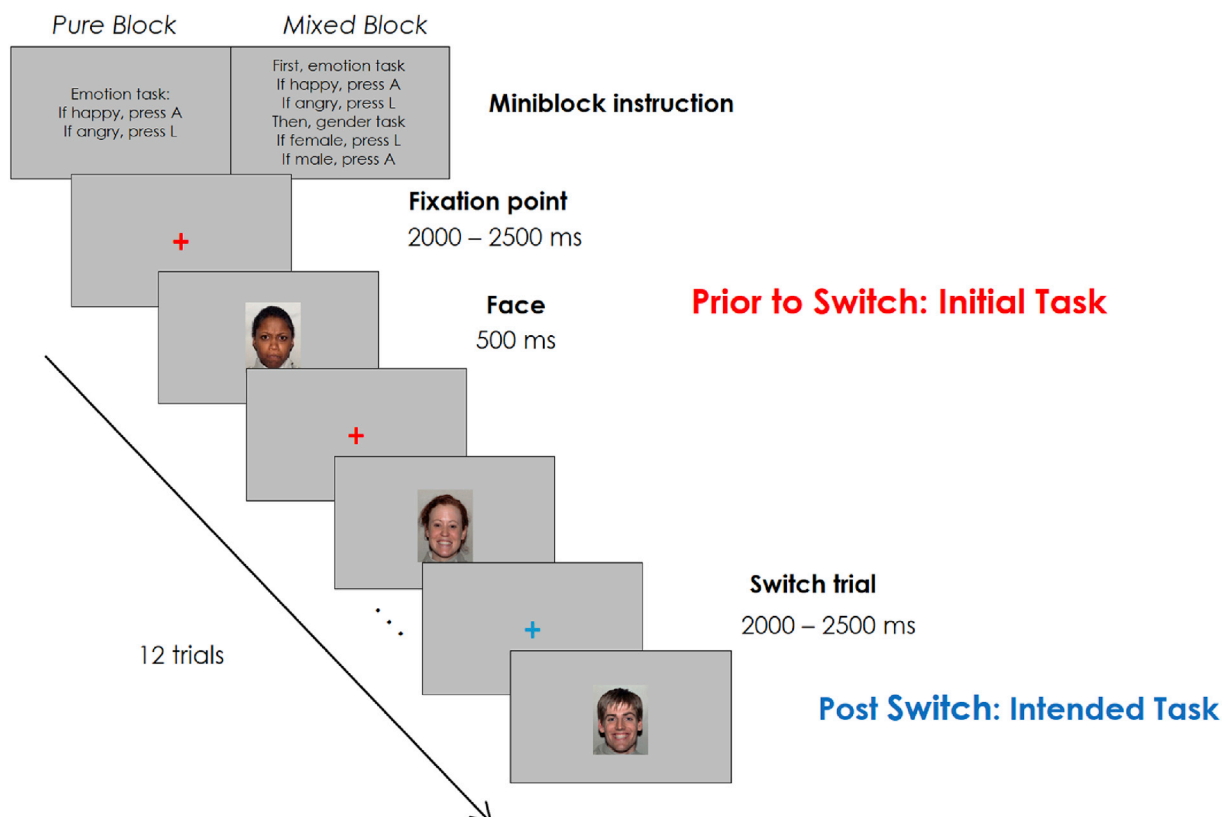 Pure Block
Mixed Block
Emotion task:
If happy, press A
If angry, press L
First, emotion task
If happy, press A
If angry, press L
Then, gender task
If female, press L
If male, press A
Miniblock instruction
Fixation point
2000 – 2500 ms
Face
500 ms
Prior to Switch: Initial Task
Switch trial
2000 – 2500 ms
12 trials
Post Switch: Intended Task